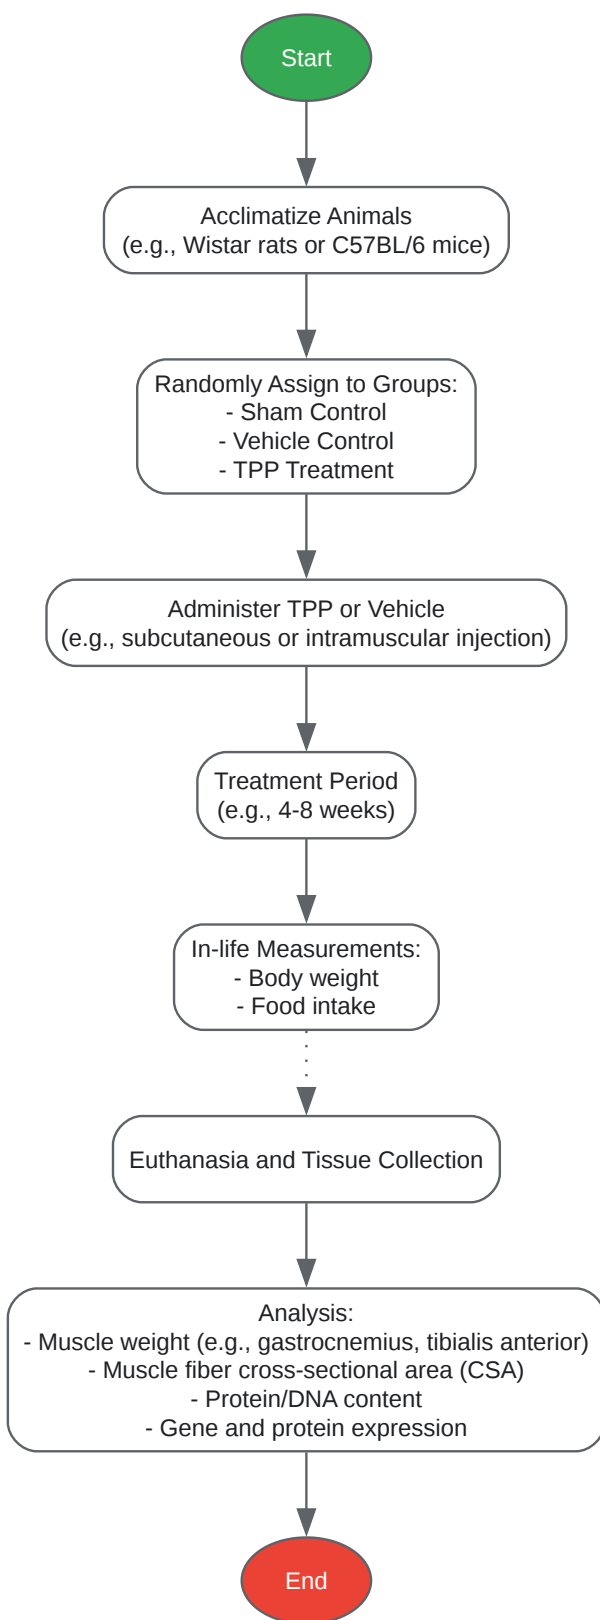 Start
Acclimatize Animals
(e.g., Wistar rats or C57BL/6 mice)
Randomly Assign to Groups:
- Sham Control
- Vehicle Control
- TPP Treatment
Administer TPP or Vehicle
(e.g., subcutaneous or intramuscular injection)
Treatment Period
(e.g., 4-8 weeks)
In-life Measurements:
- Body weight
- Food intake
Euthanasia and Tissue Collection
Analysis:
- Muscle weight (e.g., gastrocnemius, tibialis anterior)
- Muscle fiber cross-sectional area (CSA)
- Protein/DNA content
- Gene and protein expression
End